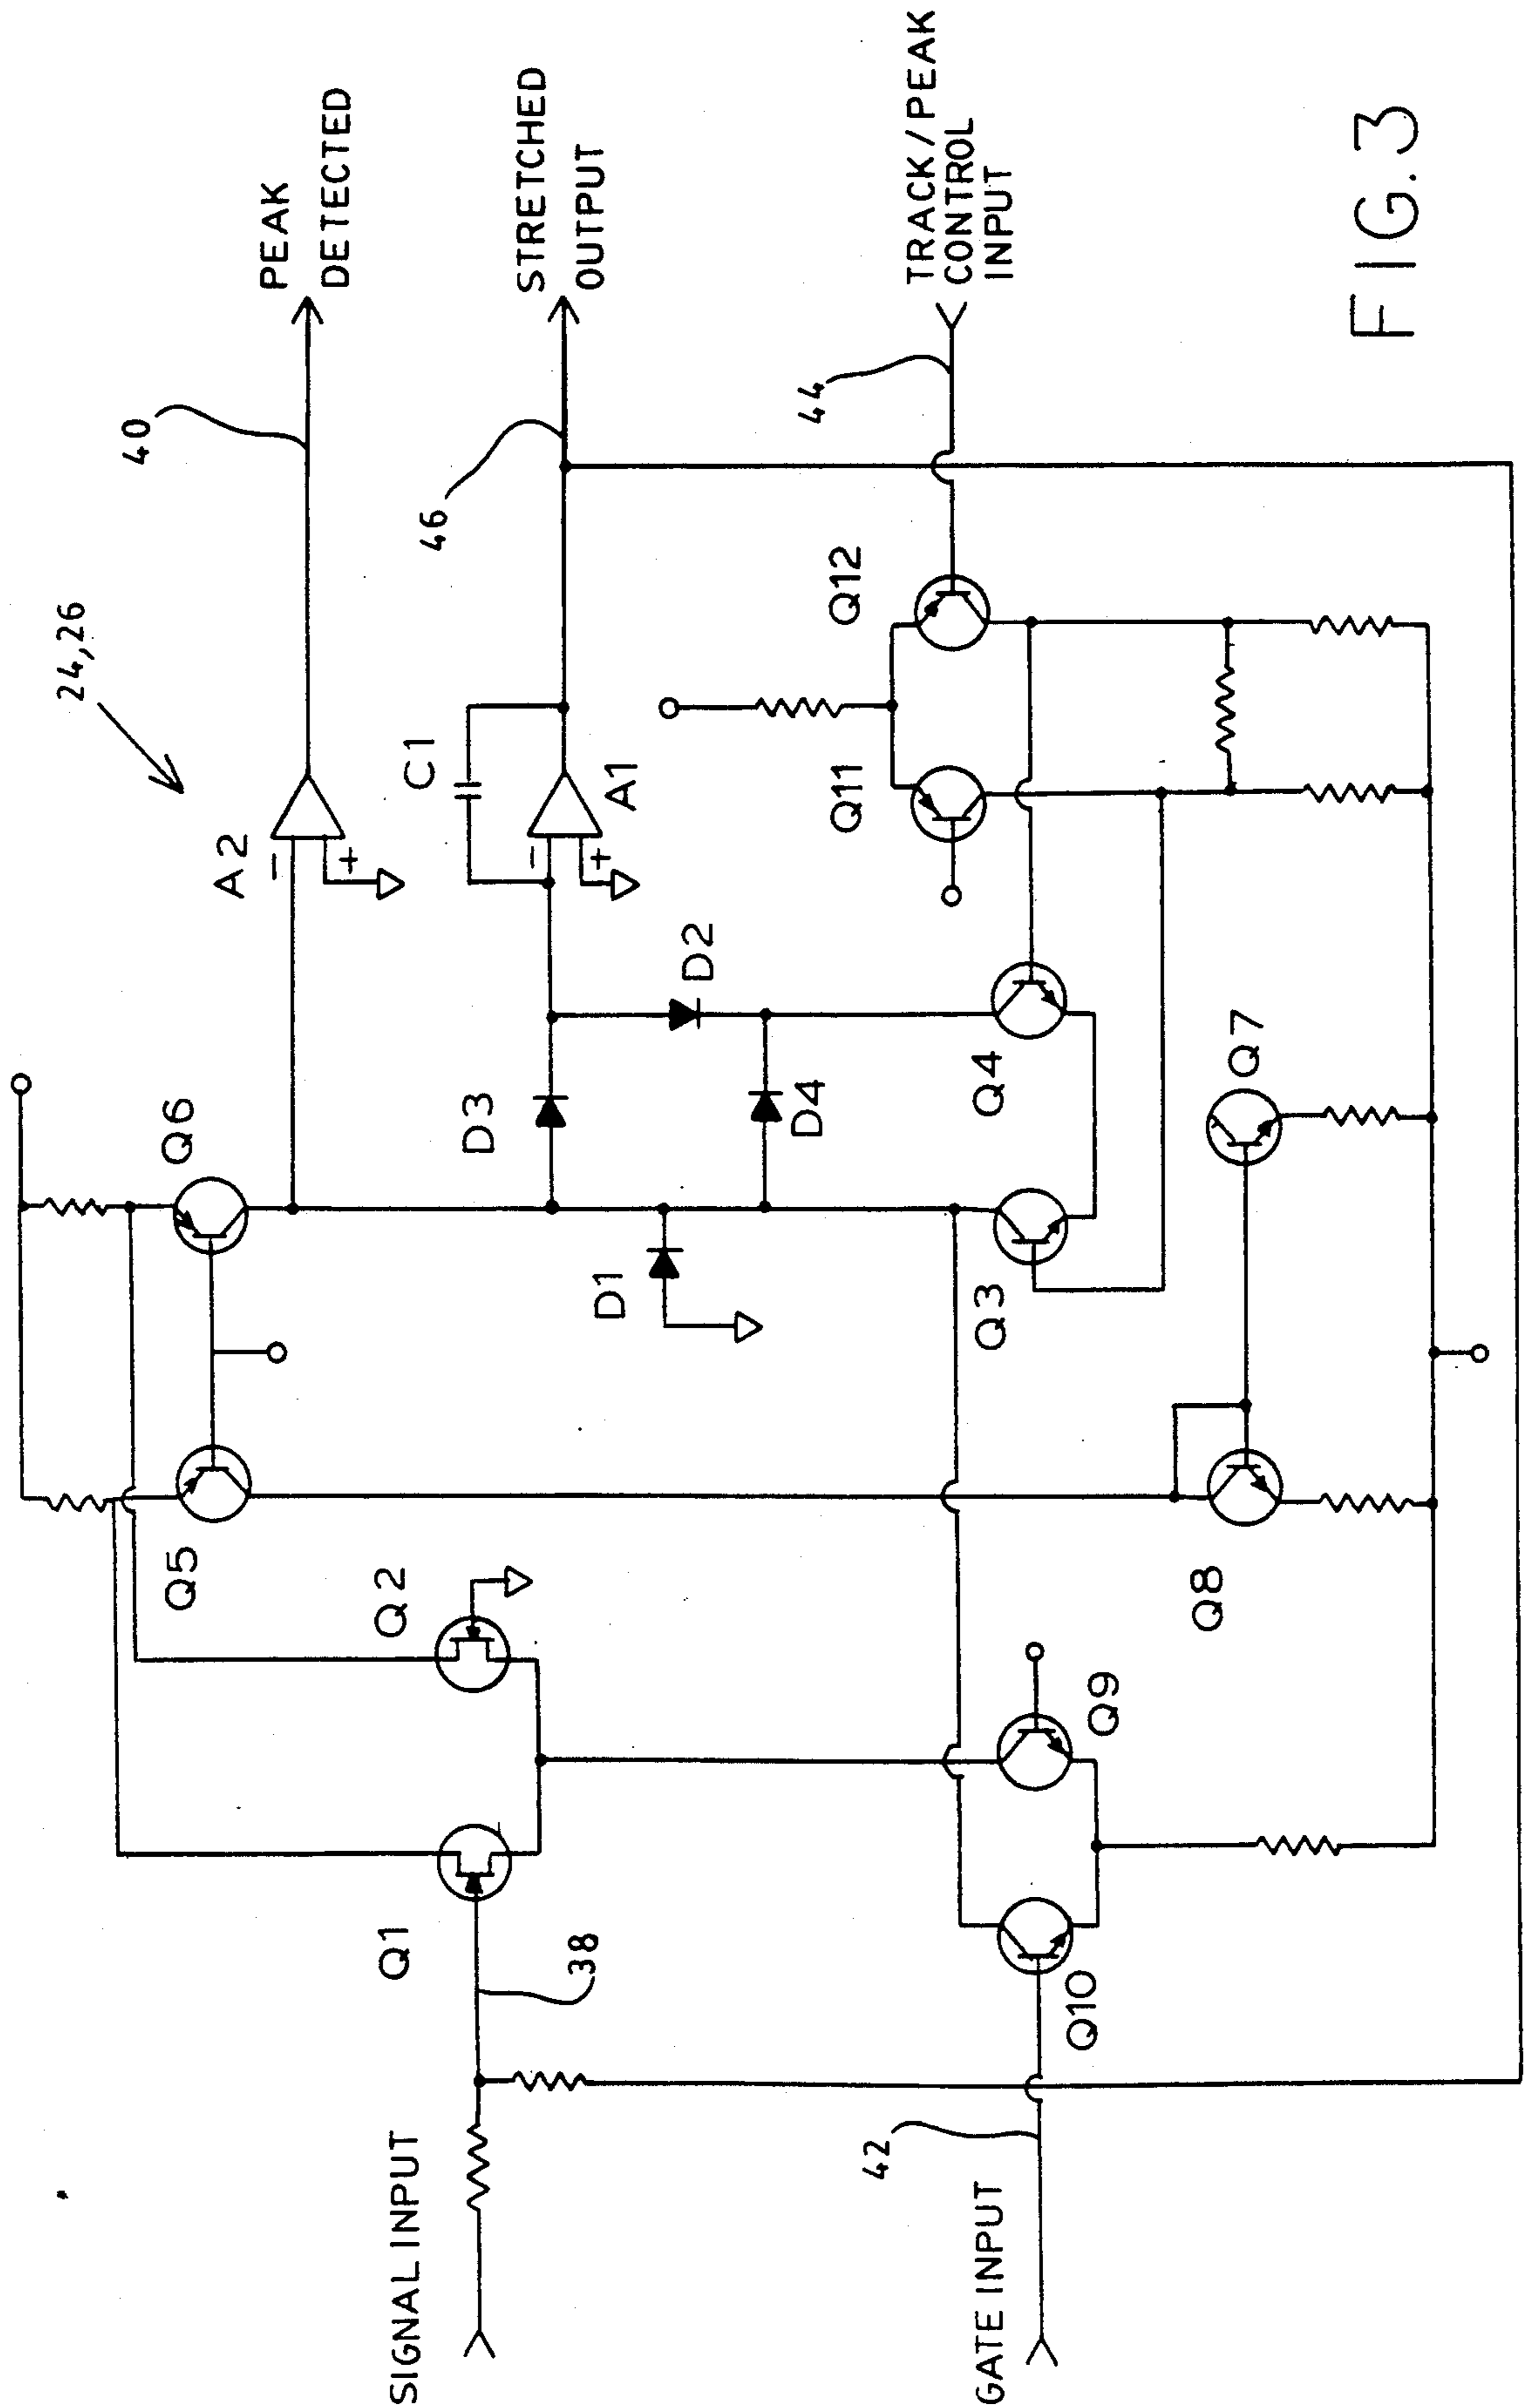 24,26
40
PEAK
DETECTED
A2
−
+
46
STRETCHED
OUTPUT
C1
A1
−
+
Q6
Q5
D3
D2
D1
D4
Q2
Q1
38
SIGNAL INPUT
Q11
Q12
44
TRACK/PEAK
CONTROL
INPUT
Q3
Q4
Q10
Q9
42
GATE INPUT
Q8
Q7
FIG.3